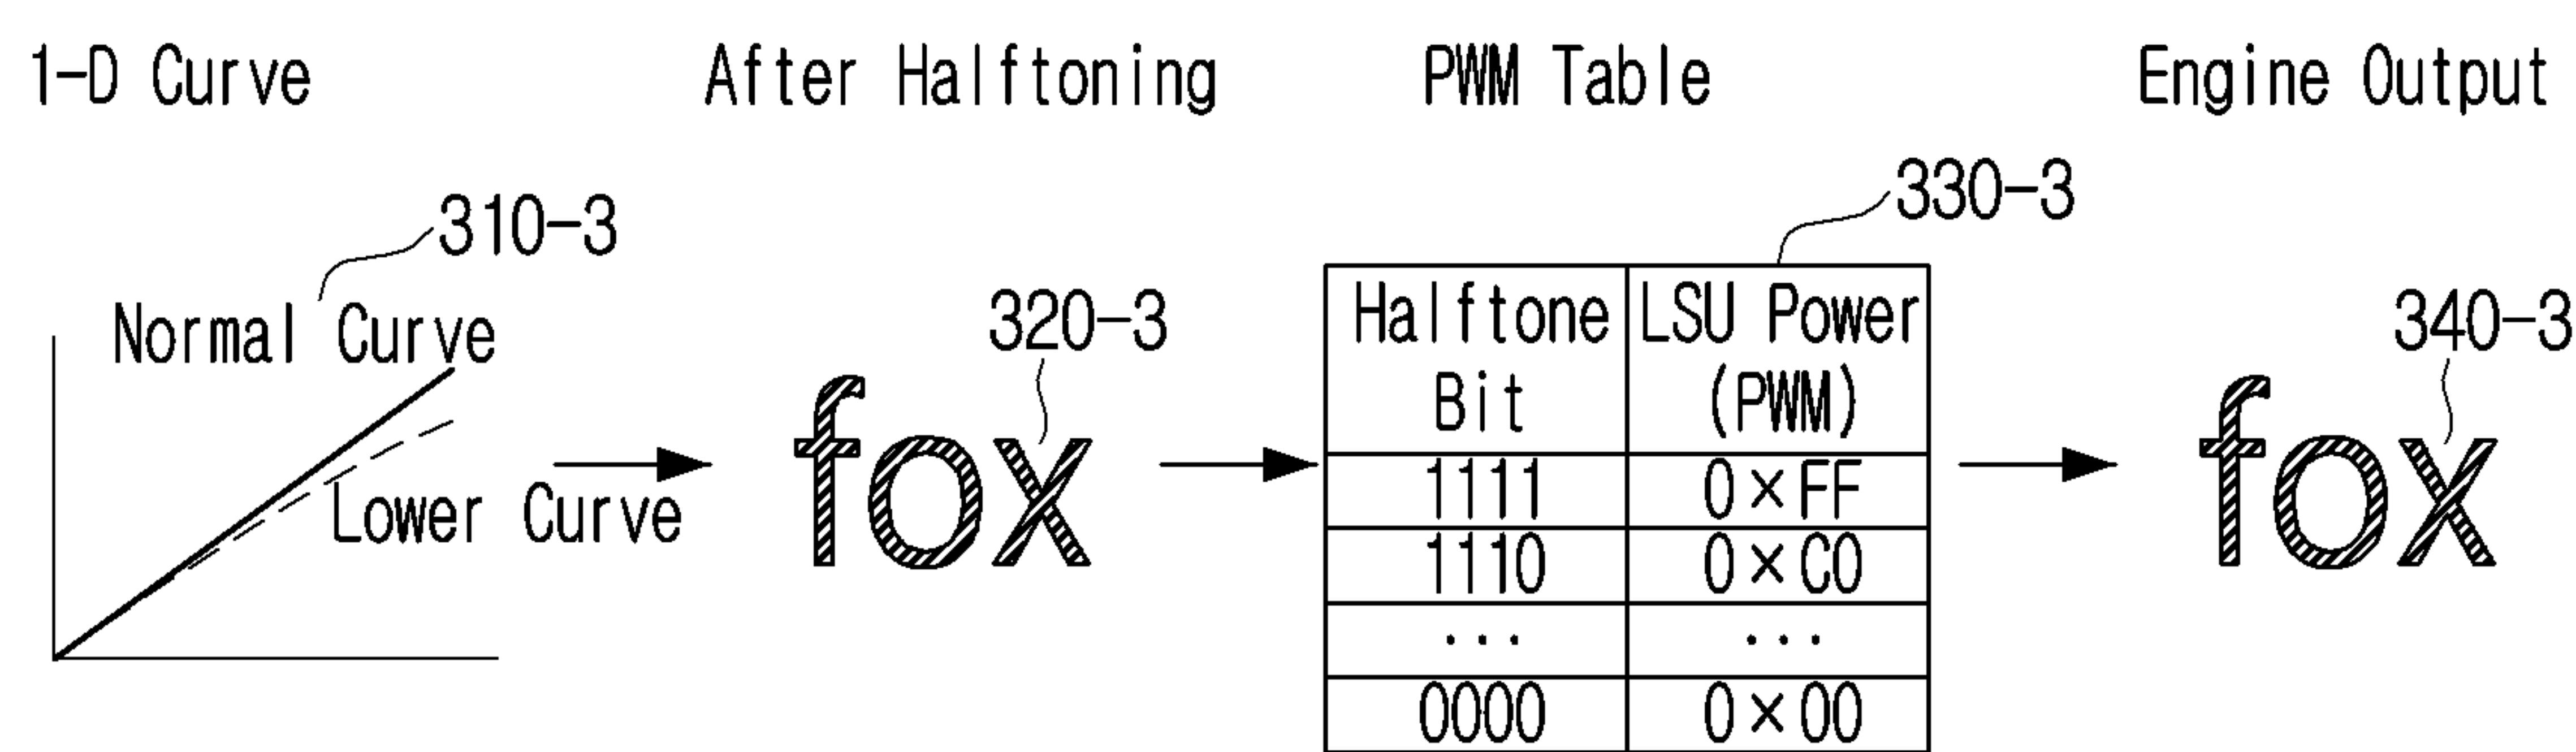 1-D Curve
After Halftoning
PWM Table
Engine Output
310-3
Normal Curve
Lower Curve
320-3
fox
330-3
Halftone Bit LSU Power (PWM)
1111 0×FF
1110 0×C0
... ...
0000 0×00
340-3
fox